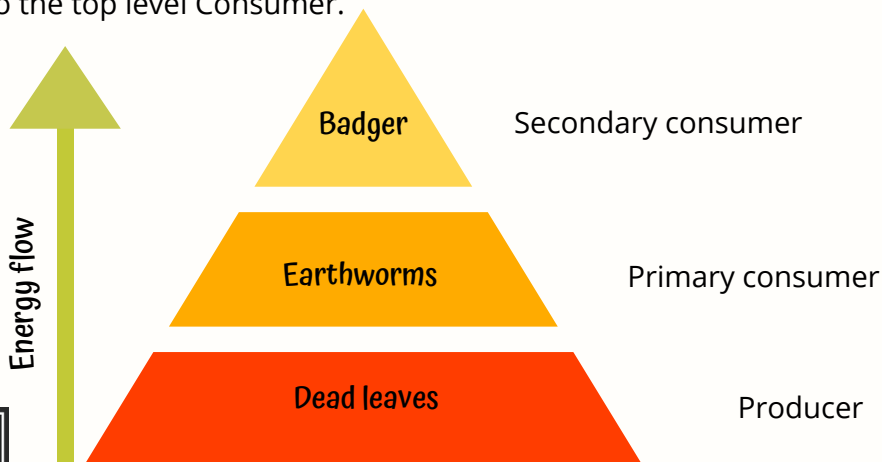 the top level Consumer.
Badger
Secondary consumer
Energy flow
Earthworms
Primary consumer
Dead leaves
Producer